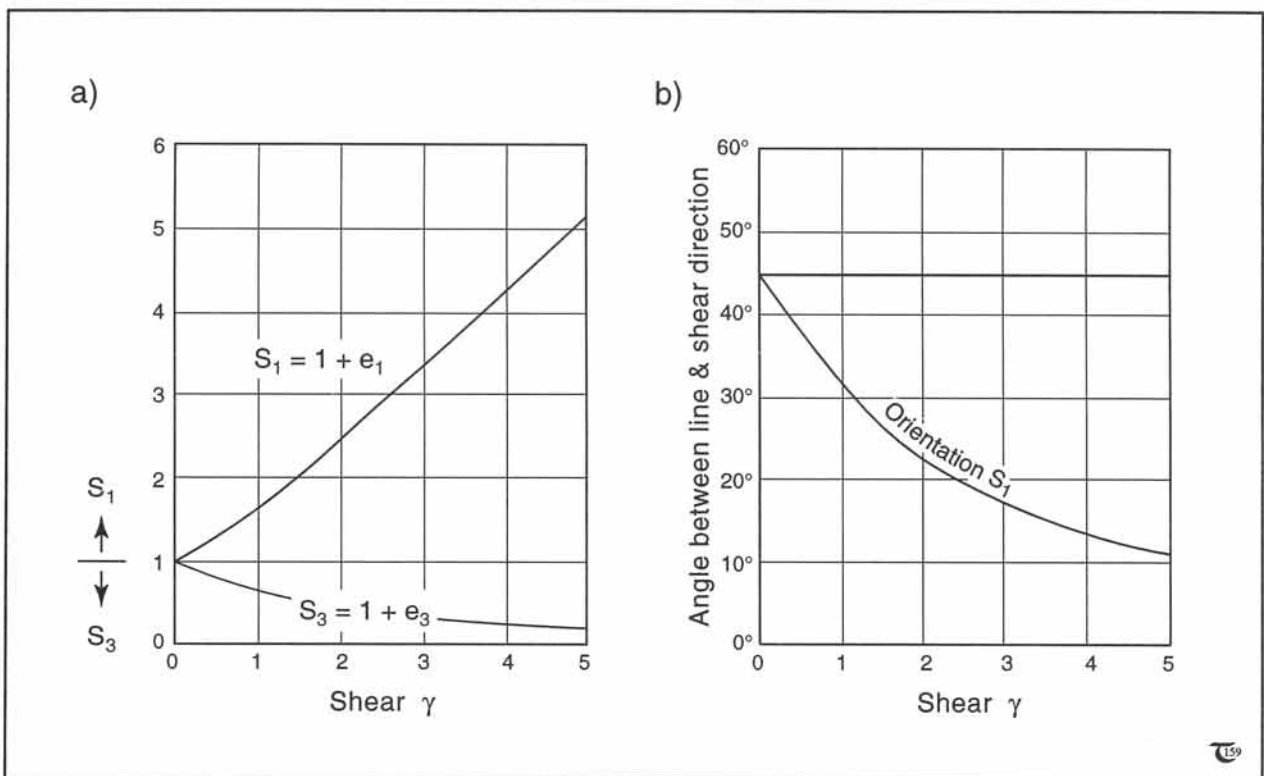 a)
6
5
4
3
2
1
0
S₁
S₃
S₁ = 1 + e₁
S₃ = 1 + e₃
0 1 2 3 4 5
Shear γ
b)
Angle between line & shear direction
60°
50°
40°
30°
20°
10°
0°
Orientation S₁
0 1 2 3 4 5
Shear γ
159